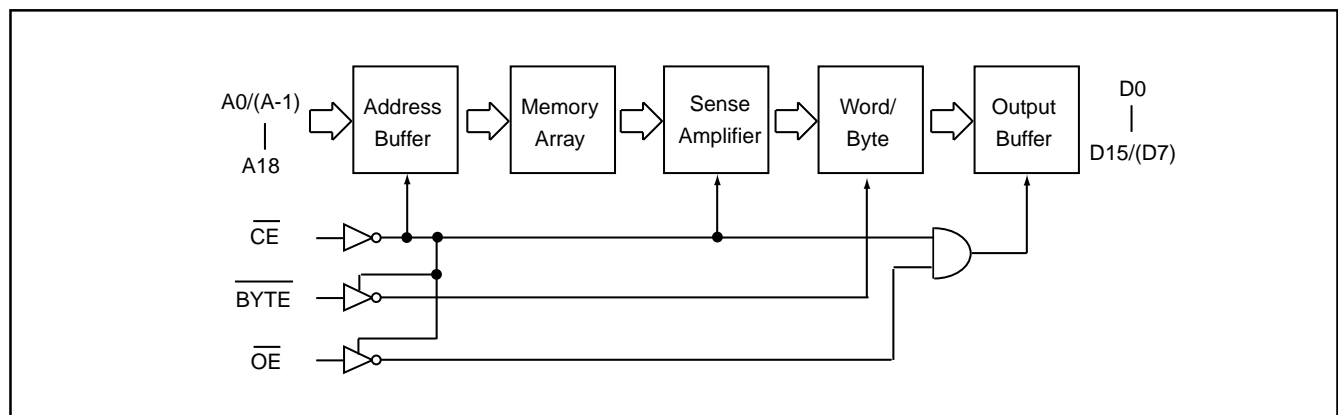 A0/(A-1)
A18
Address
Buffer
Memory
Array
Sense
Amplifier
Word/
Byte
Output
Buffer
D0
D15/(D7)
CE
BYTE
OE